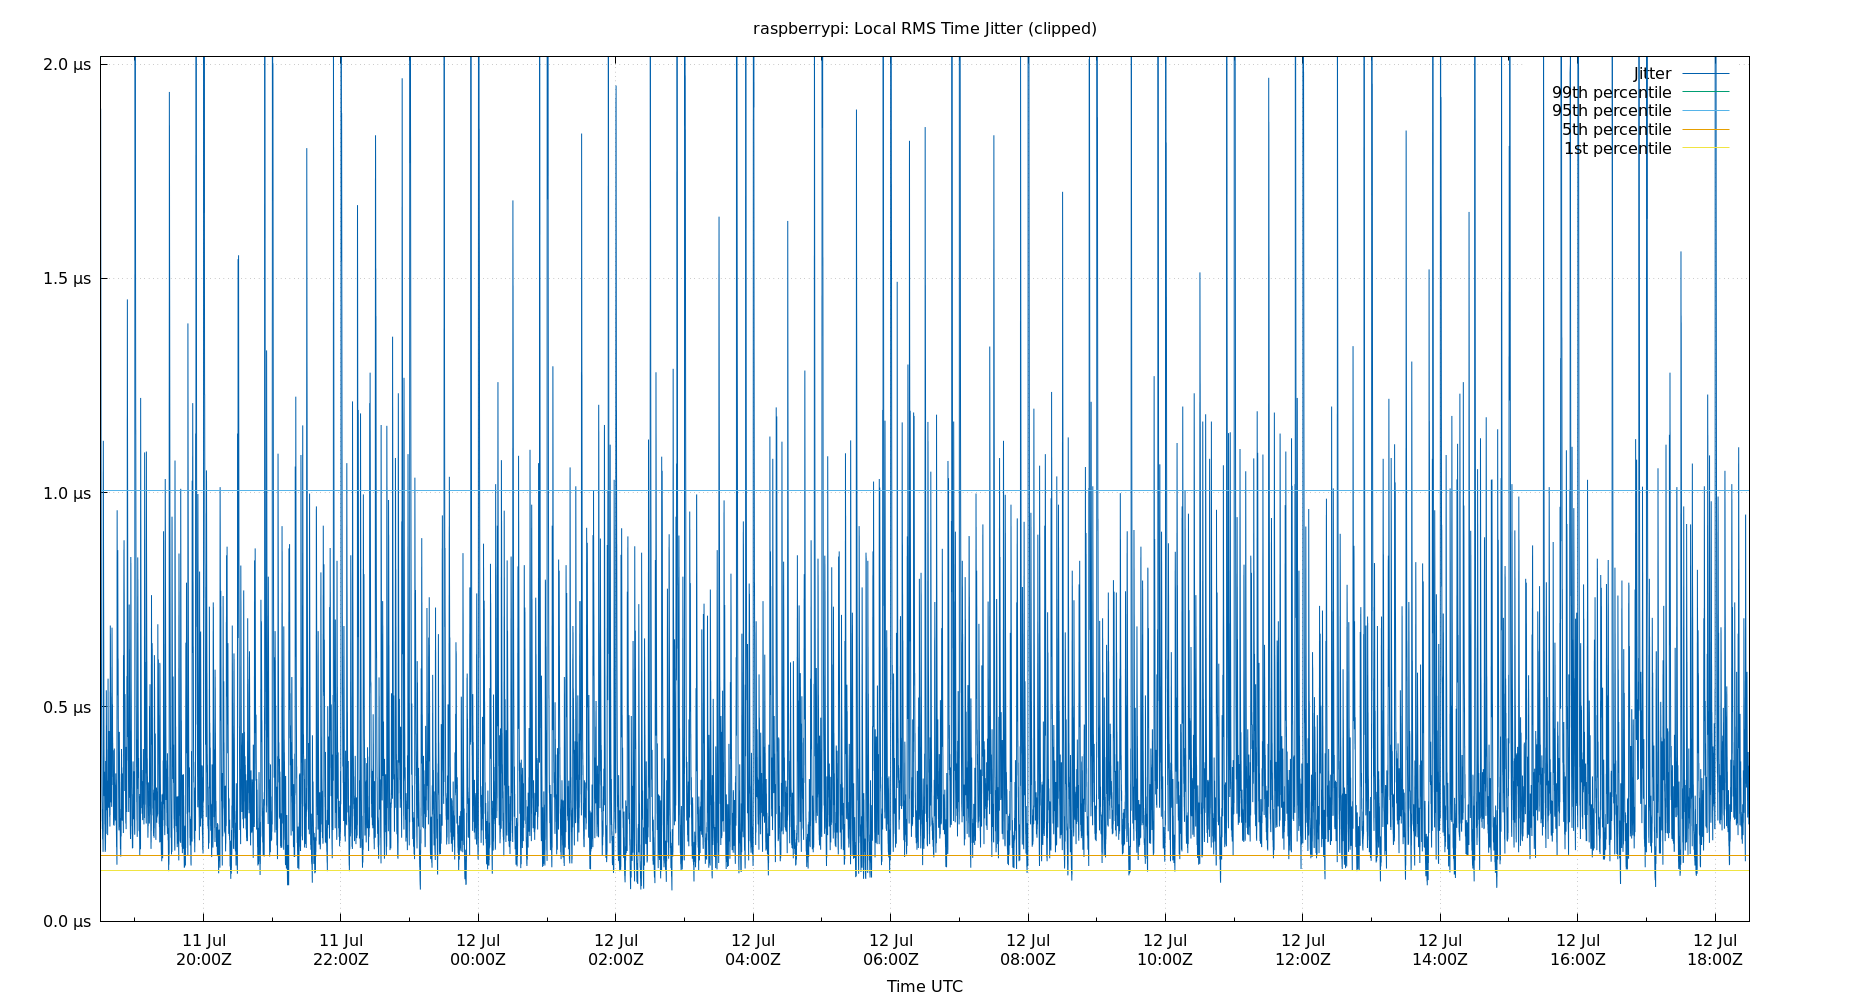 raspberrypi: Local RMS Time Jitter (clipped)
2.0 μs
1.5 μs
1.0 μs
0.5 μs
0.0 μs
Jitter
99th percentile
95th percentile
5th percentile
1st percentile
11 Jul 11 Jul 12 Jul 12 Jul 12 Jul 12 Jul 12 Jul 12 Jul 12 Jul 12 Jul 12 Jul 12 Jul
20:00Z 22:00Z 00:00Z 02:00Z 04:00Z 06:00Z 08:00Z 10:00Z 12:00Z 14:00Z 16:00Z 18:00Z
Time UTC